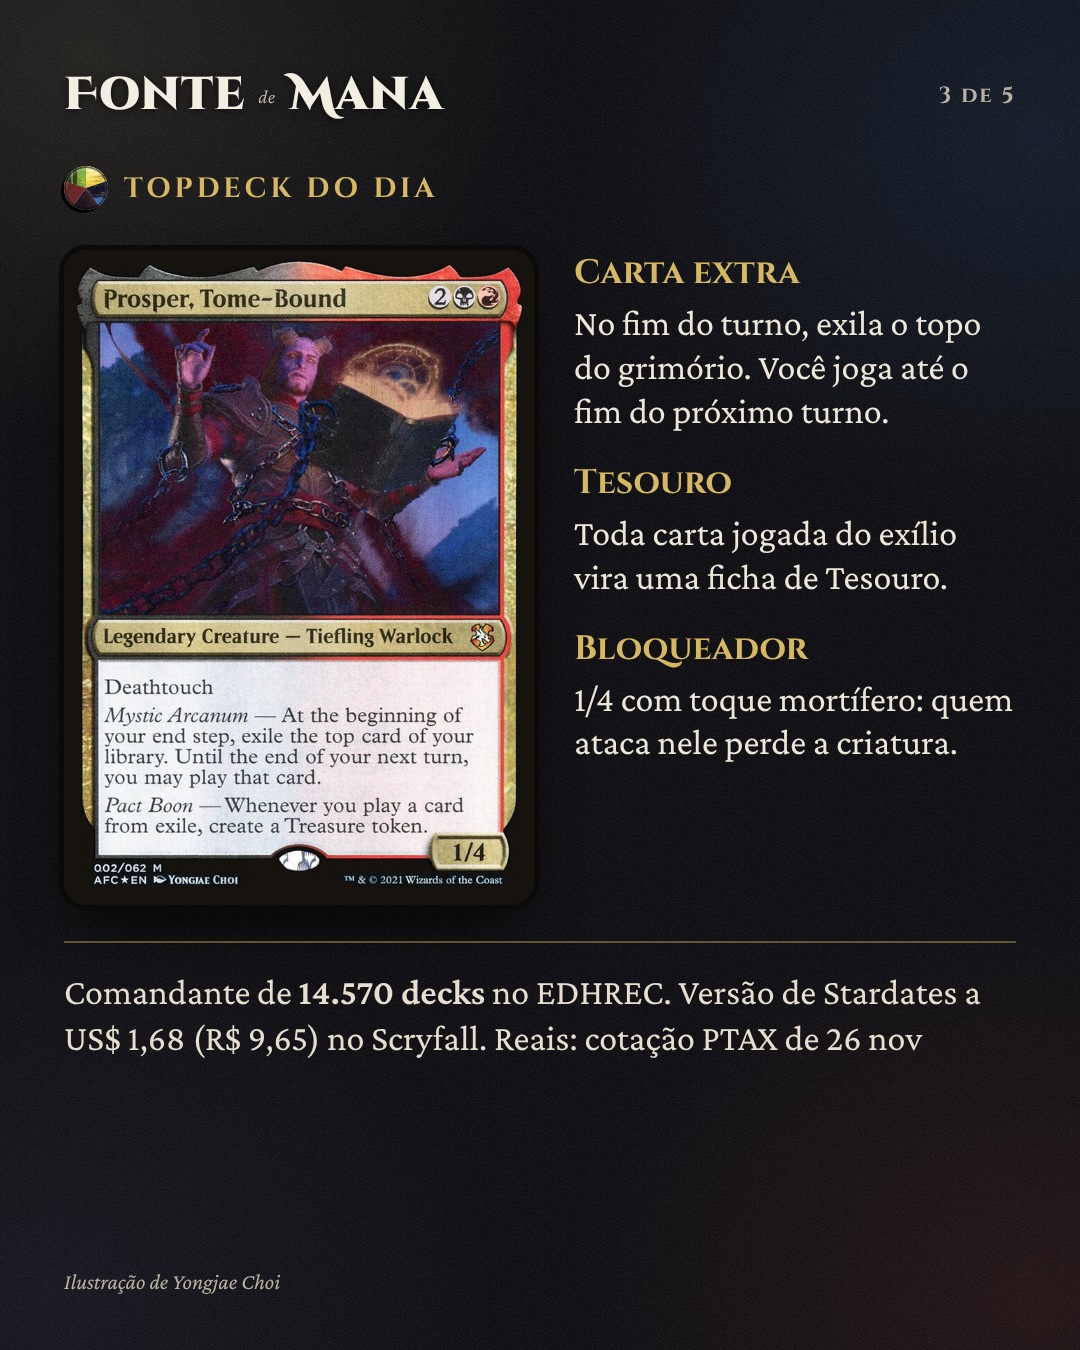 FONTE de MANA
3 DE 5
TOPDECK DO DIA
Prosper, Tome-Bound
2
Legendary Creature — Tiefling Warlock
Deathtouch
Mystic Arcanum — At the beginning of
your end step, exile the top card of your
library. Until the end of your next turn,
you may play that card.
Pact Boon — Whenever you play a card
from exile, create a Treasure token.
1/4
002/062 M
AFC★EN YONGJAE CHOI
™ & © 2021 Wizards of the Coast
CARTA EXTRA
No fim do turno, exila o topo
do grimório. Você joga até o
fim do próximo turno.
TESOURO
Toda carta jogada do exílio
vira uma ficha de Tesouro.
BLOQUEADOR
1/4 com toque mortífero: quem
ataca nele perde a criatura.
Comandante de 14.570 decks no EDHREC. Versão de Stardates a
US$ 1,68 (R$ 9,65) no Scryfall. Reais: cotação PTAX de 26 nov
Ilustração de Yongjae Choi